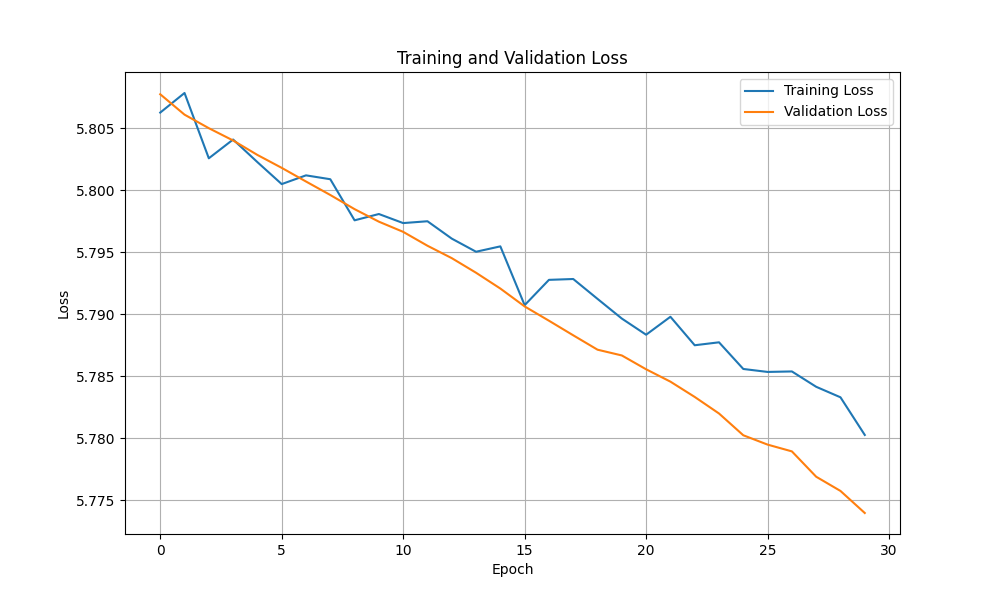 Training and Validation Loss
Training Loss
Validation Loss
5.805
5.800
5.795
5.790
5.785
5.780
5.775
Loss
0 5 10 15 20 25 30
Epoch